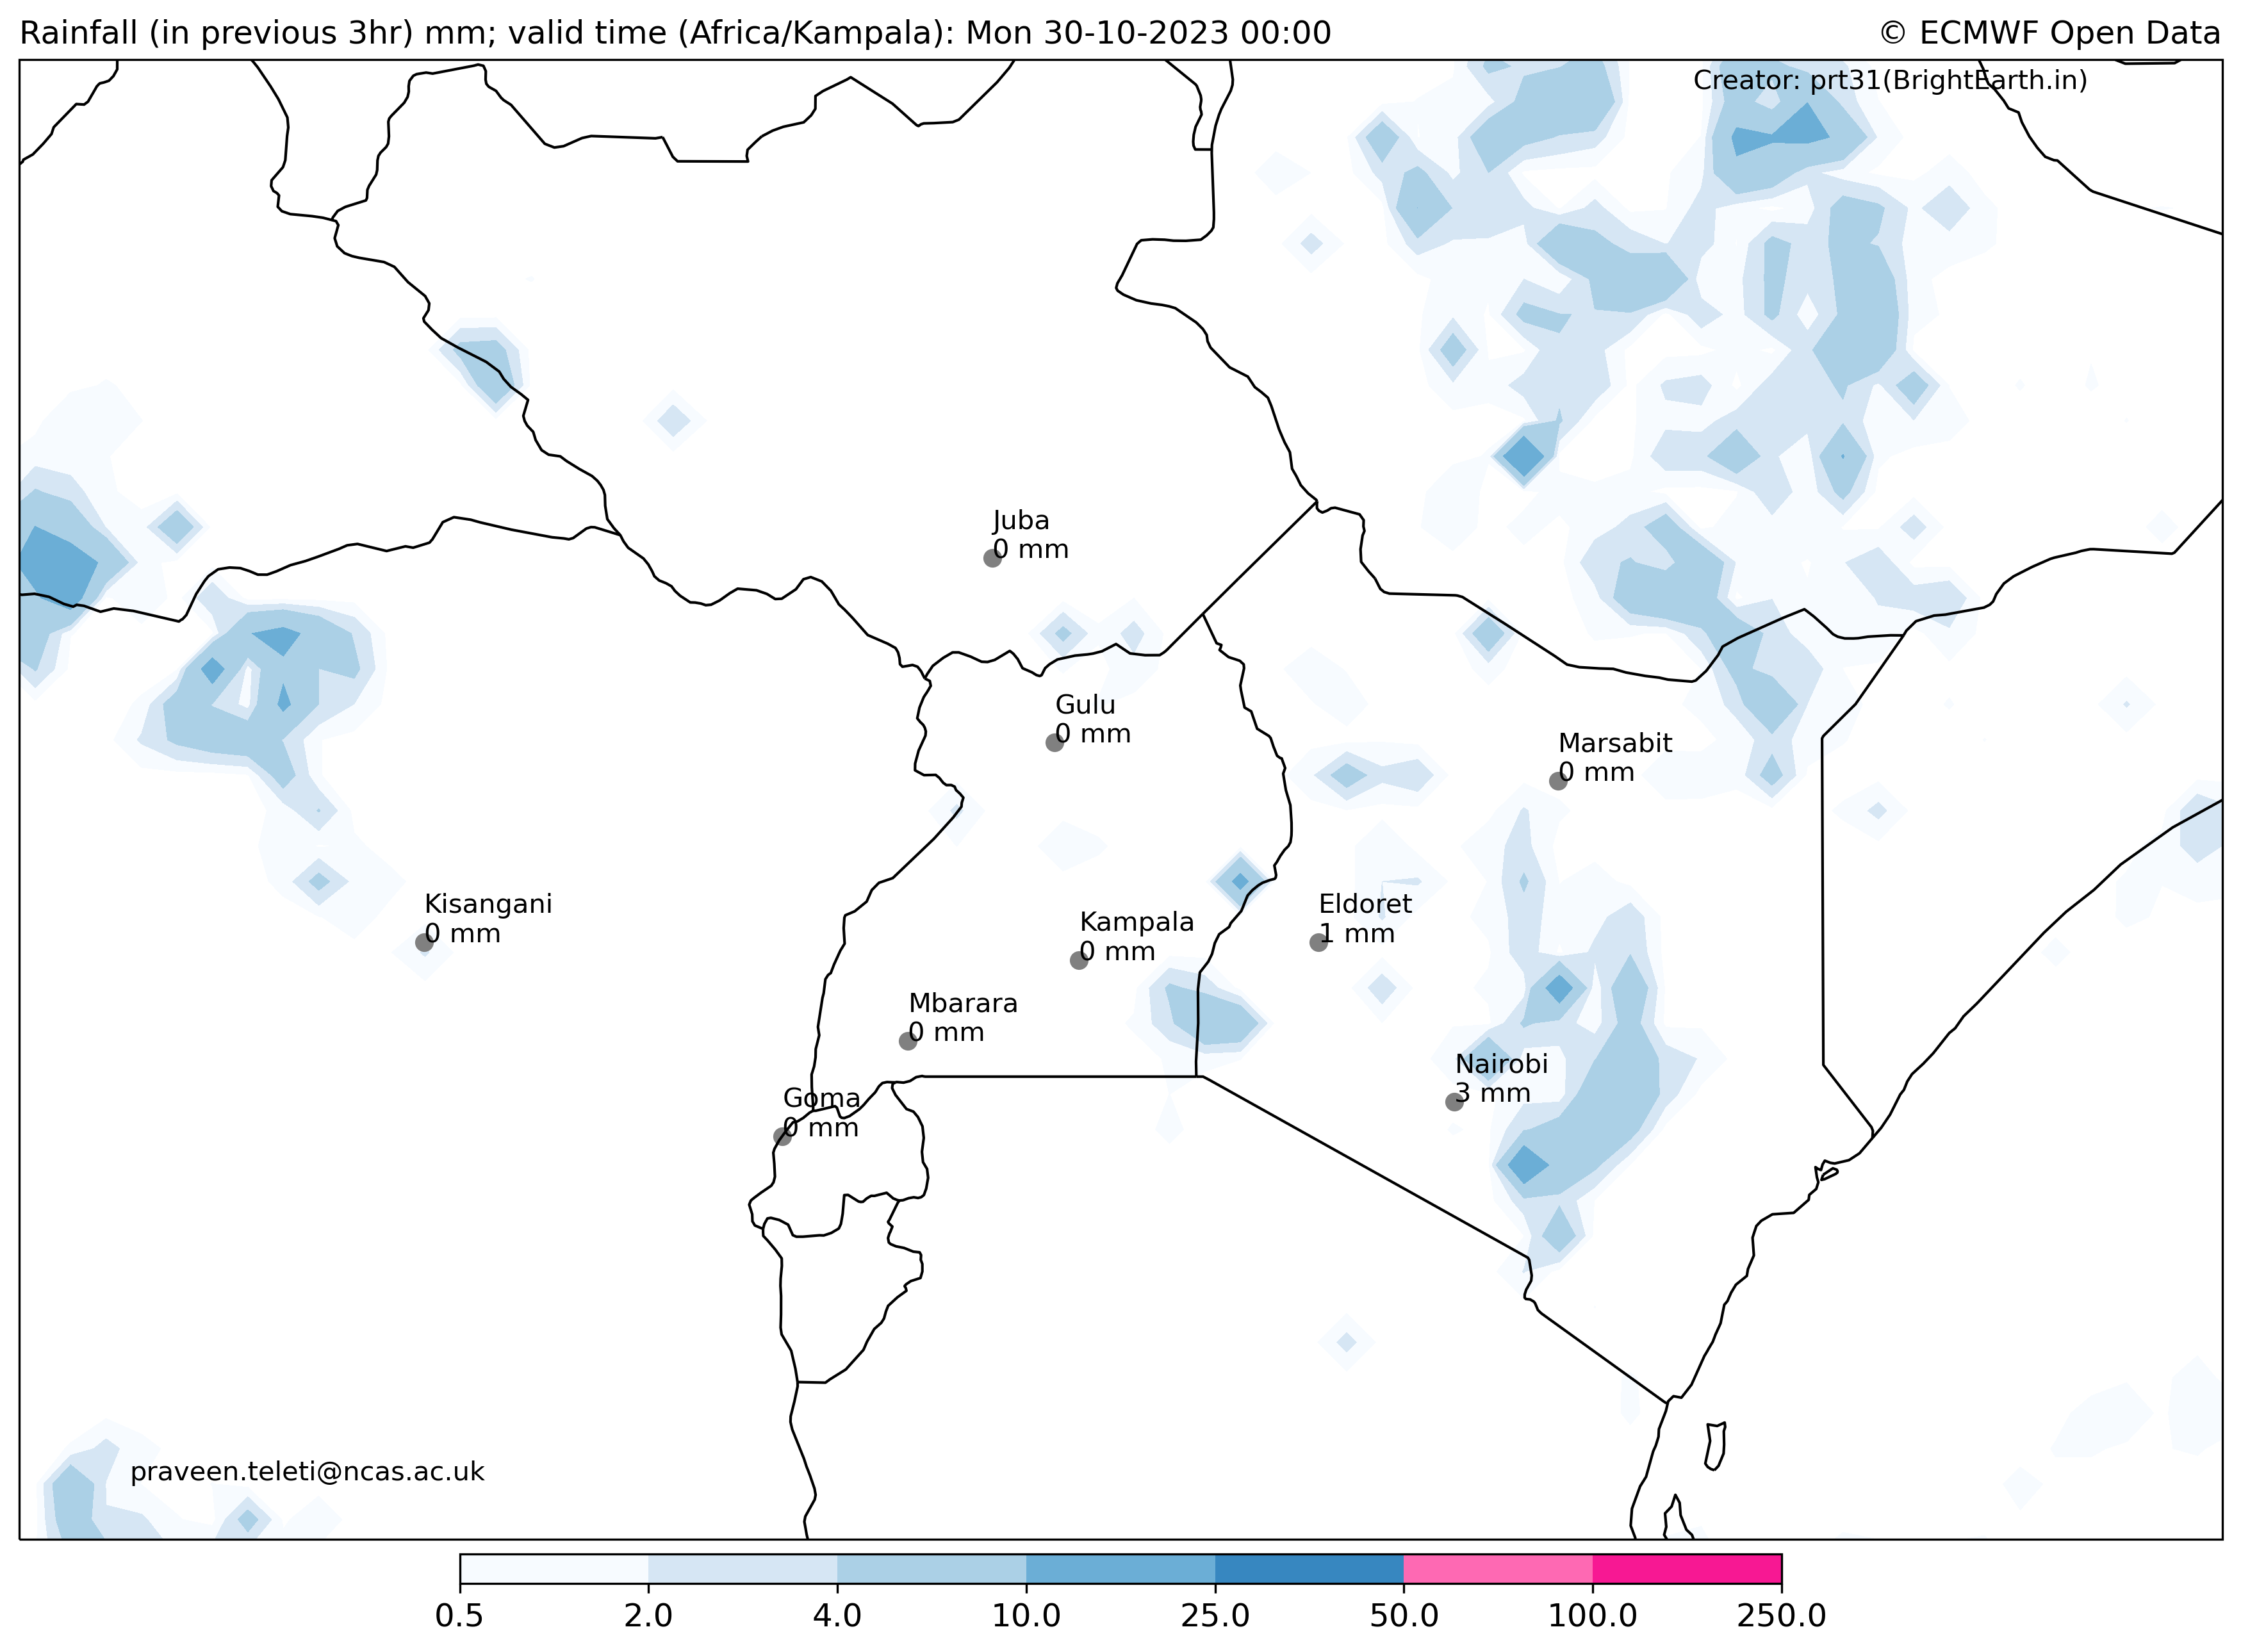 Rainfall (in previous 3hr) mm; valid time (Africa/Kampala): Mon 30-10-2023 00:00
© ECMWF Open Data
Creator: prt31(BrightEarth.in)
Juba
0 mm
Gulu
0 mm
Marsabit
0 mm
Kisangani
0 mm
Kampala
0 mm
Eldoret
1 mm
Mbarara
0 mm
Nairobi
3 mm
Goma
0 mm
praveen.teleti@ncas.ac.uk
0.5 2.0 4.0 10.0 25.0 50.0 100.0 250.0